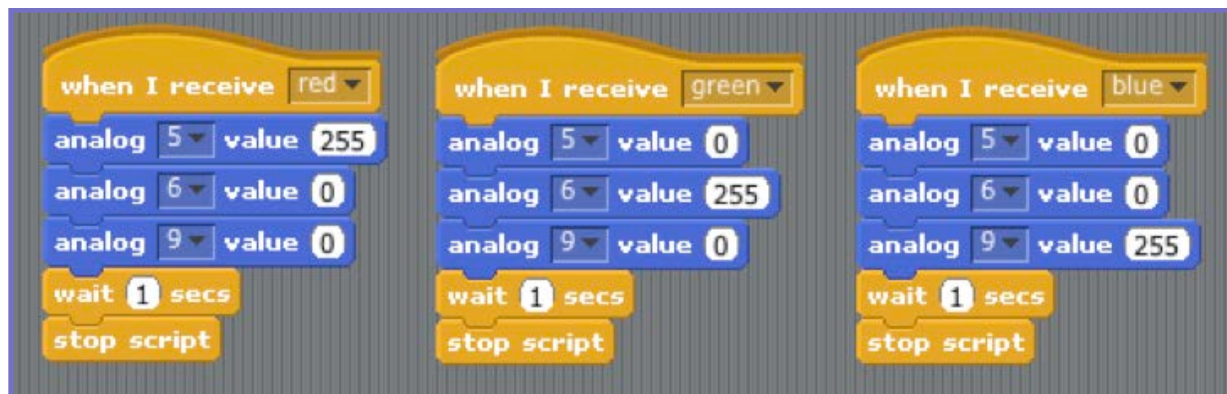 when I receive red
analog 5 value 255
analog 6 value 0
analog 9 value 0
wait 1 secs
stop script
when I receive green
analog 5 value 0
analog 6 value 255
analog 9 value 0
wait 1 secs
stop script
when I receive blue
analog 5 value 0
analog 6 value 0
analog 9 value 255
wait 1 secs
stop script